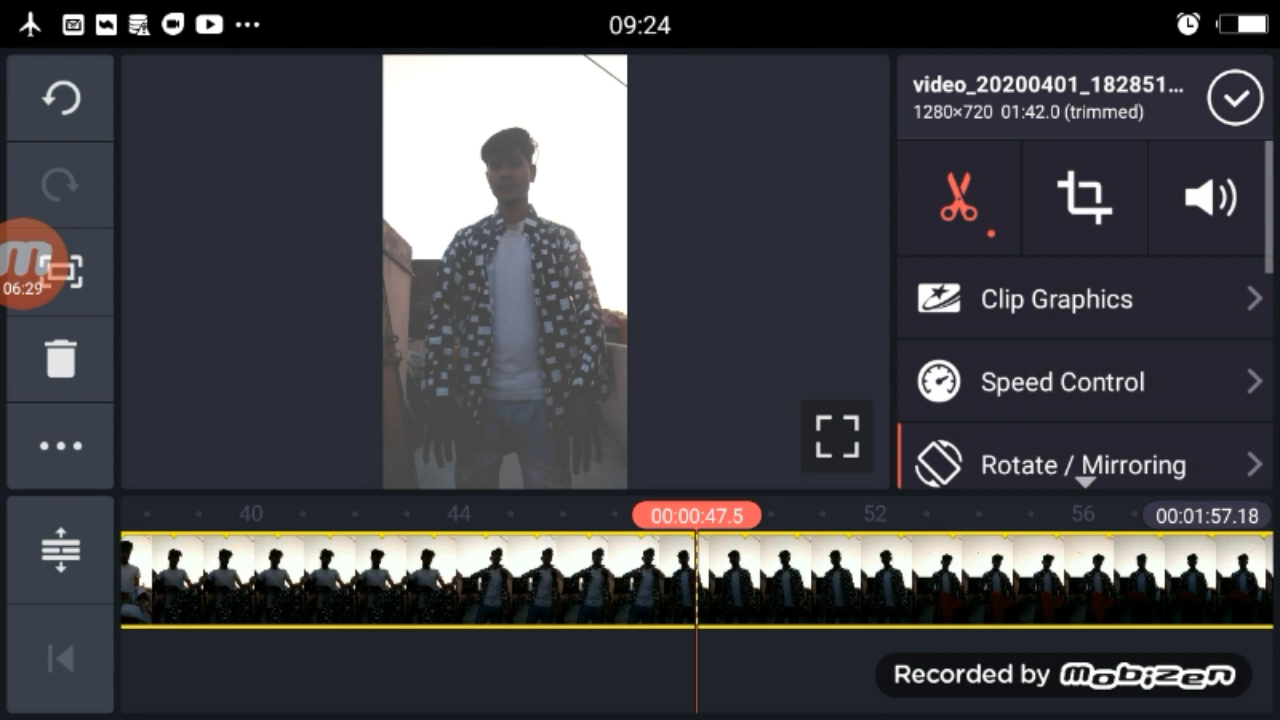 09:24
video_20200401_182851...
1280×720 01:42.0 (trimmed)
m
06:29
Clip Graphics
Speed Control
Rotate / Mirroring
40
44
00:00:47.5
52
56
00:01:57.18
Recorded by mobizen